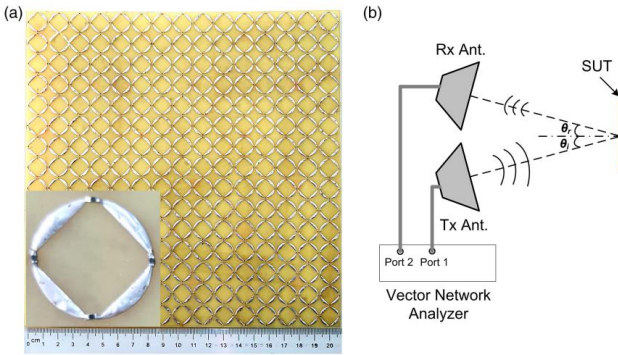 (a)
cm 1 2 3 4 5 6 7 8 9 10 11 12 13 14 15 16 17 18 19 20
(b)
Rx Ant.
SUT
θr
θi
Tx Ant.
Port 2 Port 1
Vector Network
Analyzer